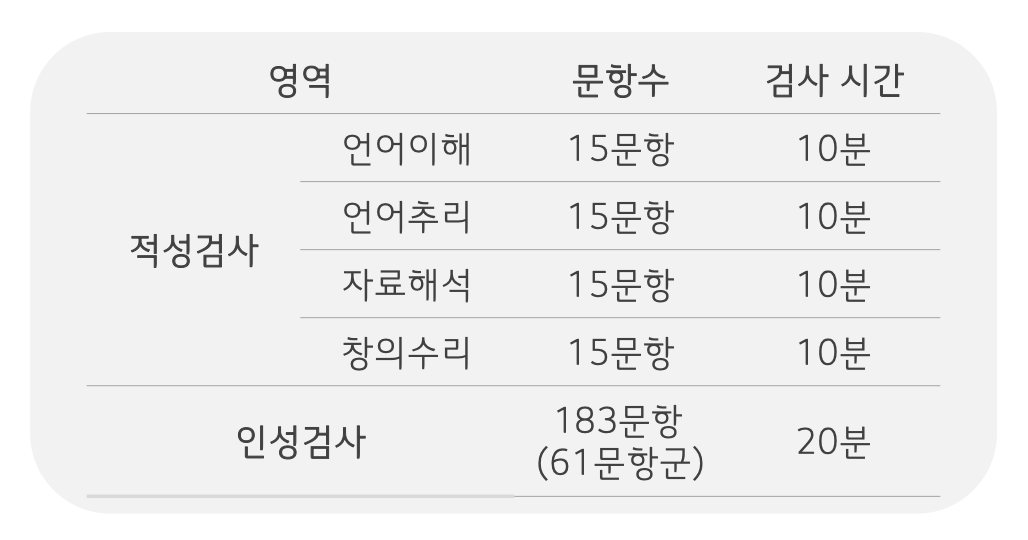 영역 문항수 검사 시간
언어이해 15문항 10분
언어추리 15문항 10분
적성검사
자료해석 15문항 10분
창의수리 15문항 10분
인성검사 183문항 20분
(61문항군)